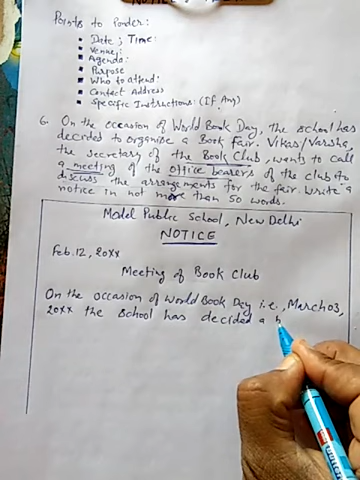 Points to Ponder:
Date; Time:
Venue;
Agenda:
Purpose
Who to attend:
Contact Address
Specific Instructions: (If Any)
6. On the occasion of World Book Day, the school has
decided to organise a Book Fair. Vikas/Varsha,
the secretary of the Book Club, wants to call
a meeting of the office bearers of the club to
discuss the arrangements for the fair. Write a
notice in not more than 50 words.
Model Public School, New Delhi
NOTICE
Feb. 12, 20xx
Meeting of Book Club
On the occasion of World Book Day i.e., March 03,
20xx the School has decided a